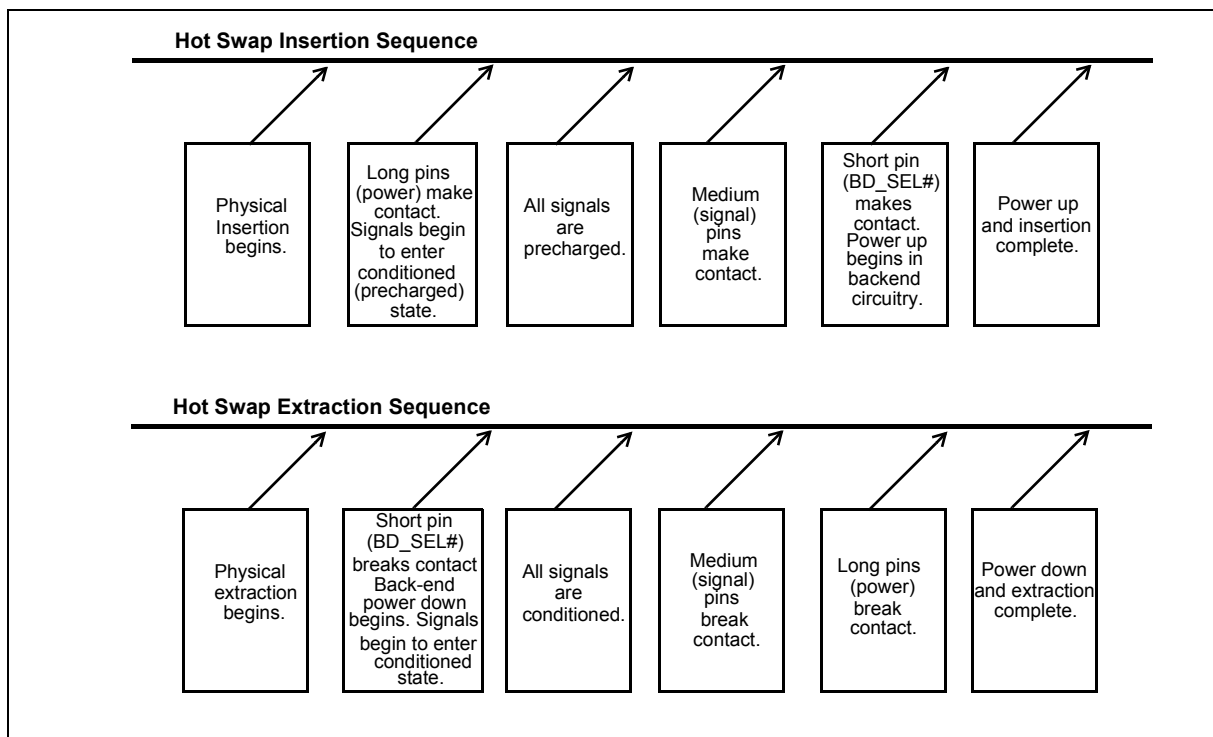 Hot Swap Insertion Sequence
Physical
Insertion
begins.
Long pins
(power) make
contact.
Signals begin
to enter
conditioned
(precharged)
state.
All signals
are
precharged.
Medium
(signal)
pins
make
contact.
Short pin
(BD_SEL#)
makes
contact.
Power up
begins in
backend
circuitry.
Power up
and insertion
complete.
Hot Swap Extraction Sequence
Physical
extraction
begins.
Short pin
(BD_SEL#)
breaks contact
Back-end
power down
begins. Signals
begin to enter
conditioned
state.
All signals
are
conditioned.
Medium
(signal)
pins
break
contact.
Long pins
(power)
break
contact.
Power down
and extraction
complete.